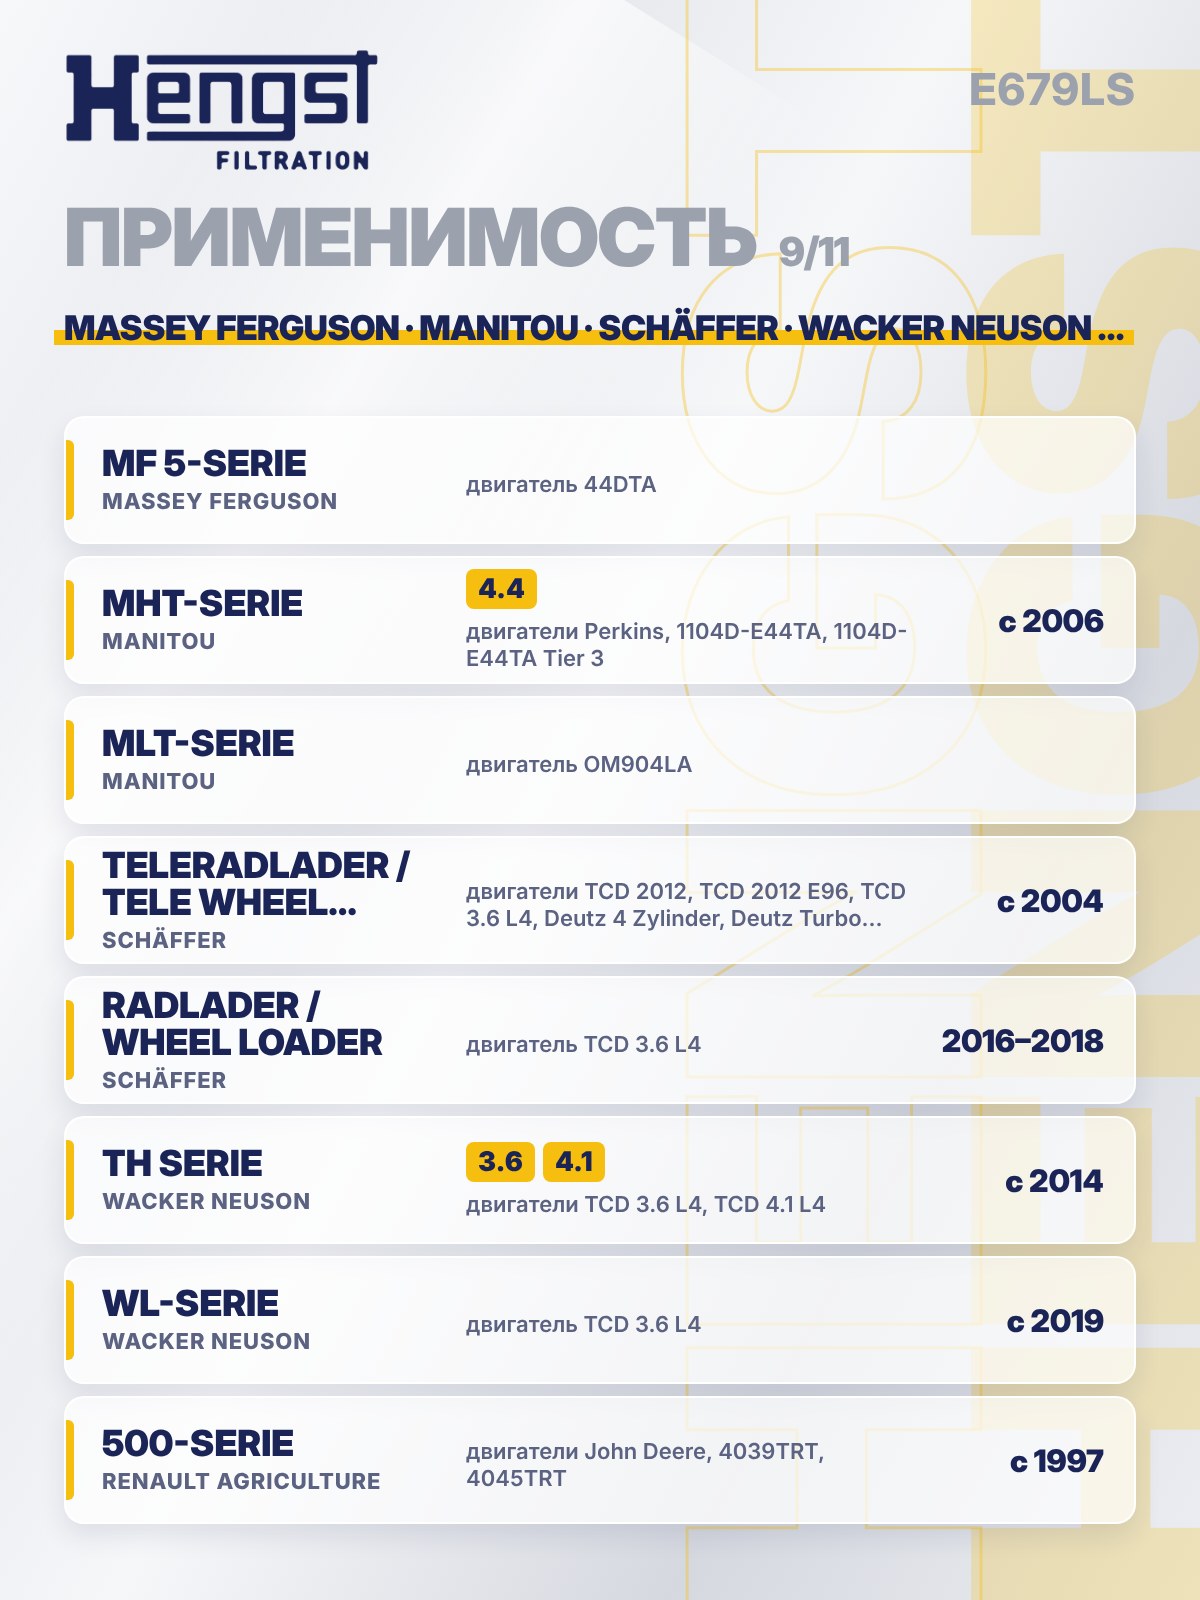 Hengst
FILTRATION
E679LS
ПРИМЕНИМОСТЬ 9/11
MASSEY FERGUSON · MANITOU · SCHÄFFER · WACKER NEUSON ...
MF 5-SERIE
MASSEY FERGUSON
двигатель 44DTA
MHT-SERIE
MANITOU
4.4
двигатели Perkins, 1104D-E44TA, 1104D-
E44TA Tier 3
с 2006
MLT-SERIE
MANITOU
двигатель OM904LA
TELERADLADER /
TELE WHEEL...
SCHÄFFER
двигатели TCD 2012, TCD 2012 E96, TCD
3.6 L4, Deutz 4 Zylinder, Deutz Turbo...
с 2004
RADLADER /
WHEEL LOADER
SCHÄFFER
двигатель TCD 3.6 L4
2016–2018
TH SERIE
WACKER NEUSON
3.6 4.1
двигатели TCD 3.6 L4, TCD 4.1 L4
с 2014
WL-SERIE
WACKER NEUSON
двигатель TCD 3.6 L4
с 2019
500-SERIE
RENAULT AGRICULTURE
двигатели John Deere, 4039TRT,
4045TRT
с 1997
HENGST